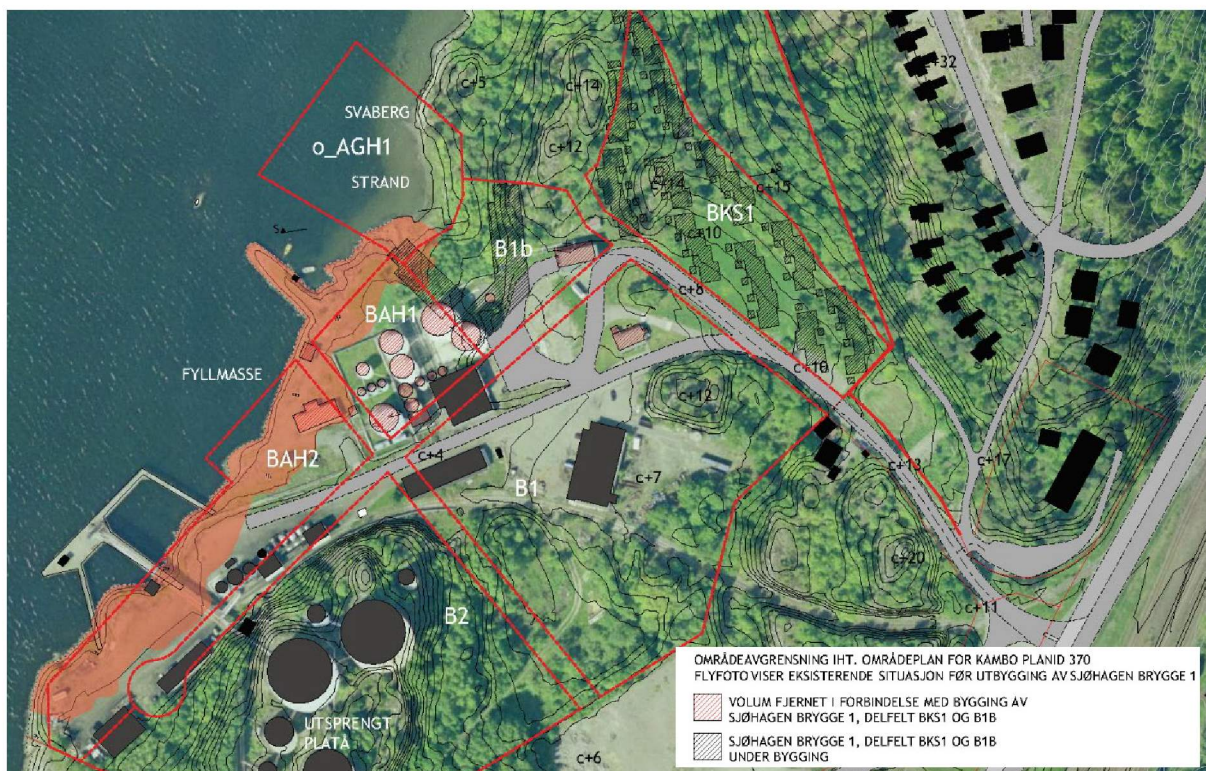 c+5
c+14
c+32
SVABERG
o_AGH1
c+12
STRAND
c+14
c+15
BKS1
S
c+10
B1b
c+8
BAH1
FYLLMASSE
c+10
c+12
BAH2
c+4
c+13
c+17
B1
c+7
c+20
c+11
B2
UTSPRENGT
PLATÅ
c+6
OMRÅDEAVGRENSNING IHT. OMRÅDEPLAN FOR KAMBO PLANID 370
FLYFOTO VISER EKSISTERENDE SITUASJON FØR UTBYGGING AV SJØHAGEN BRYGGE 1
VOLUM FJERNET I FORBINDELSE MED BYGGING AV
SJØHAGEN BRYGGE 1, DELFELT BKS1 OG B1B
SJØHAGEN BRYGGE 1, DELFELT BKS1 OG B1B
UNDER BYGGING